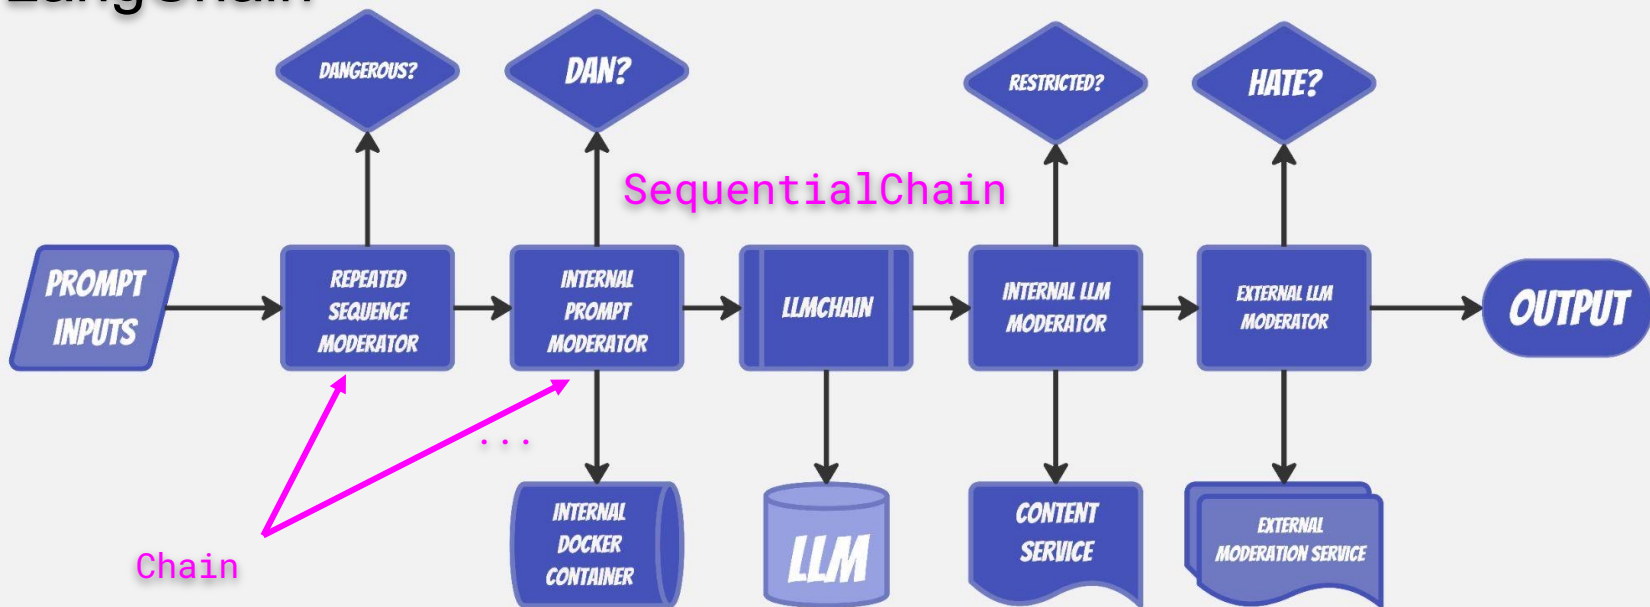 LangChain
DANGEROUS?
DAN?
RESTRICTED?
HATE?
SequentialChain
PROMPT
INPUTS
REPEATED
SEQUENCE
MODERATOR
INTERNAL
PROMPT
MODERATOR
LLMCHAIN
INTERNAL LLM
MODERATOR
EXTERNAL LLM
MODERATOR
OUTPUT
...
Chain
INTERNAL
DOCKER
CONTAINER
LLM
CONTENT
SERVICE
EXTERNAL
MODERATION SERVICE